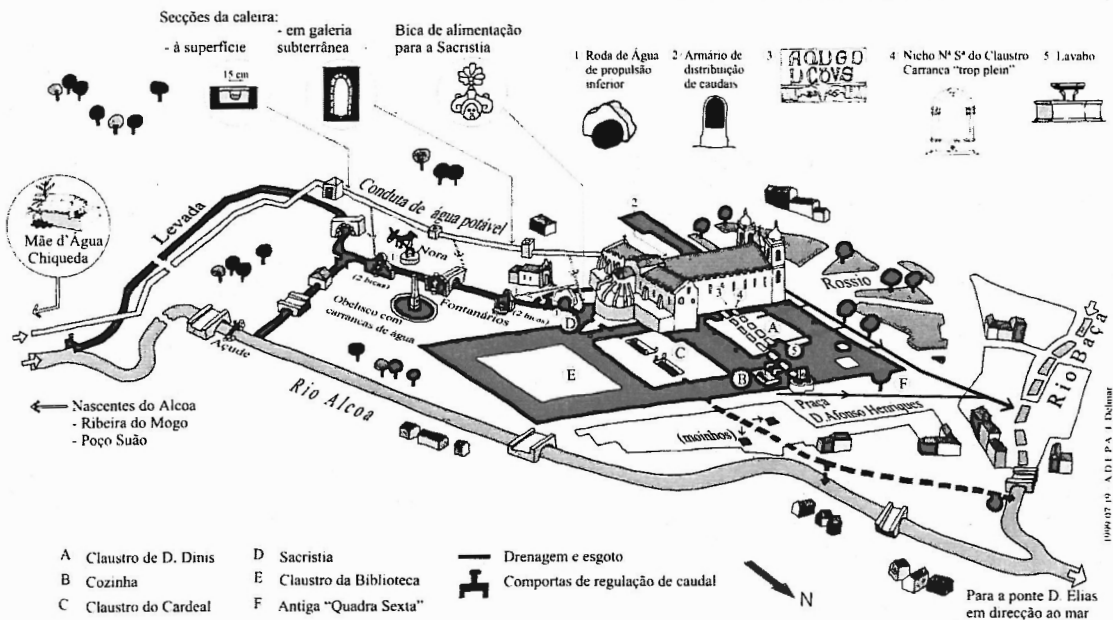 Secções da caleira:
- à superfície
- em galeria
subterrânea
Bica de alimentação
para a Sacristia
15 cm
1 Roda de Água
de propulsão
inferior
2 Armário de
distribuição
de caudais
3
4 Nicho Nª Sª do Claustro
Carranca "trop plein"
5 Lavabo
Mãe d'Água
Chiqueda
Levada
Conduta de água potável
Nora
(2 bicas)
Obelisco com
carrancas de água
Fontanários
(2 bicas)
2
D
A
5
C
B
E
F
Rossio
Rio Baça
Açude
Rio Alcoa
Praça
D. Afonso Henriques
(moinhos)
Nascentes do Alcoa
- Ribeira do Mogo
- Poço Suão
A Claustro de D. Dinis
B Cozinha
C Claustro do Cardeal
D Sacristia
E Claustro da Biblioteca
F Antiga "Quadra Sexta"
Drenagem e esgoto
Comportas de regulação de caudal
N
Para a ponte D. Elias
em direcção ao mar